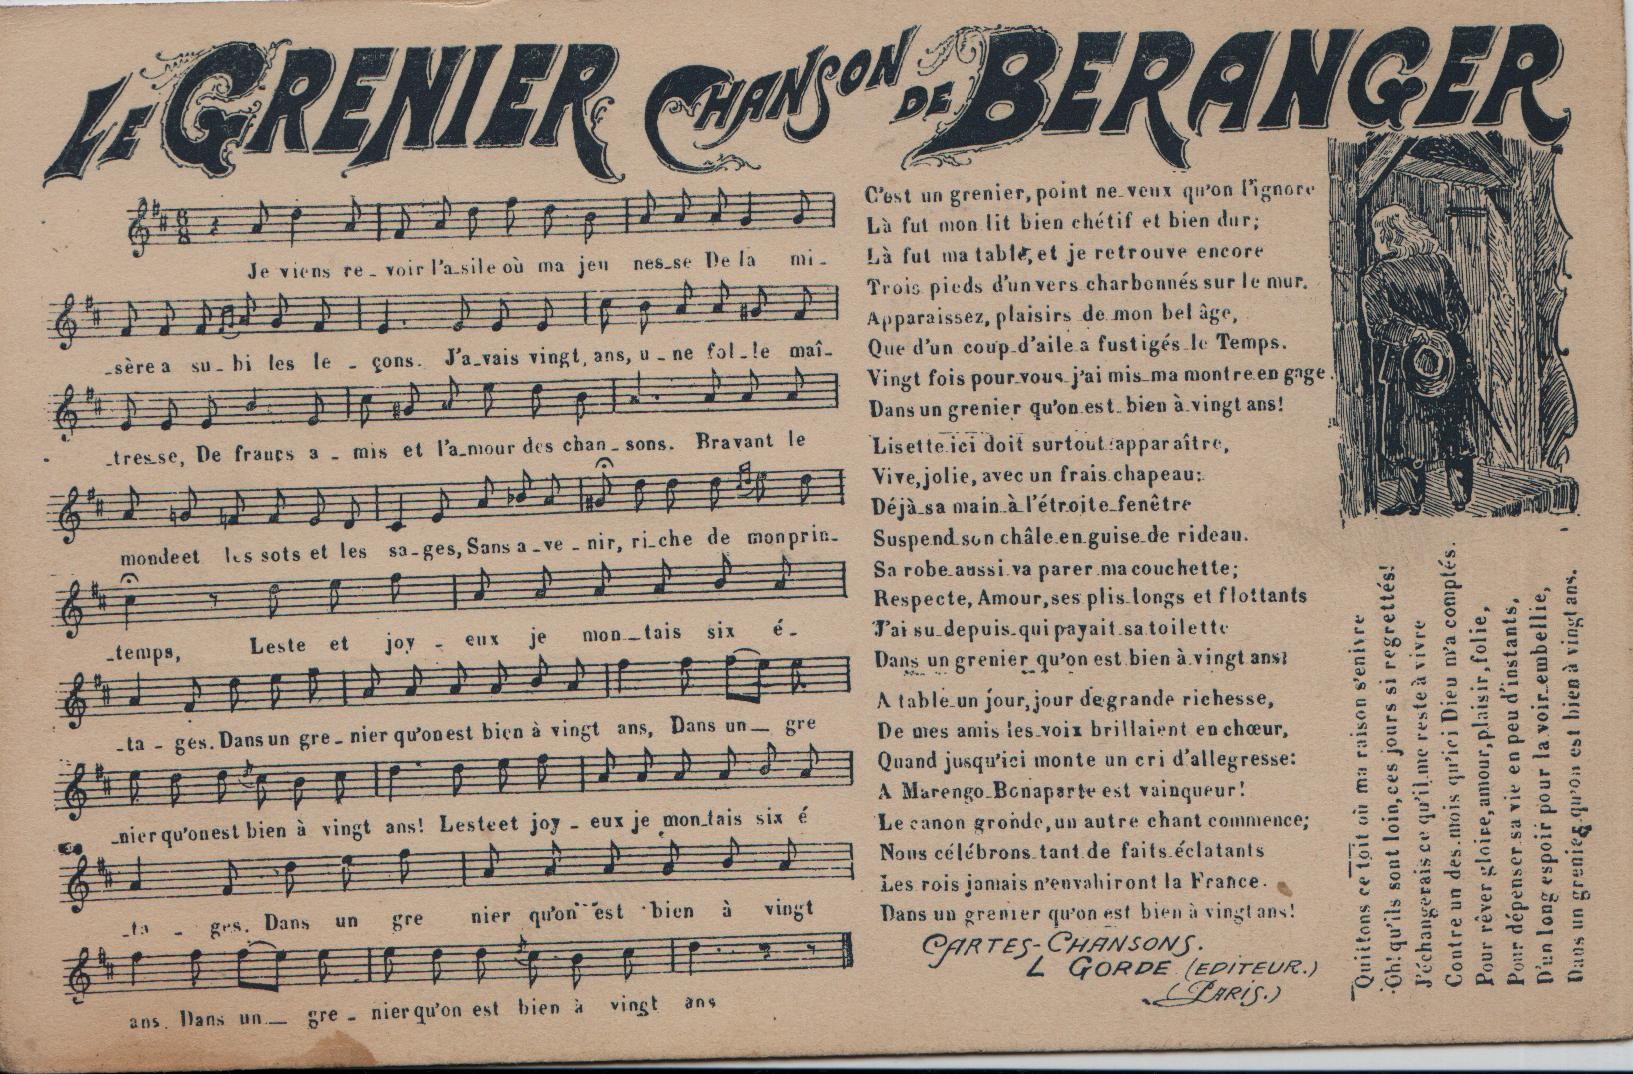 LE GRENIER CHANSON DE BERANGER
Je viens re_voir l'a_sile où ma jeu nes_se De la mi_
_sère a su_bi les le_çons. J'a_vais vingt ans, u_ne fol_le maî_
_tres_se, De francs a_mis et l'a_mour des chan_sons. Bravant le
monde et les sots et les sa_ges, Sans a_ve_nir, ri_che de mon prin_
_temps, Leste et joy_eux je mon_tais six é_
_ta_ges. Dans un gre_nier qu'on est bien à vingt ans, Dans un_ gre
_nier qu'on est bien à vingt ans! Leste et joy_eux je mon_tais six é
_ta_ges. Dans un gre nier qu'on est bien à vingt
ans. Dans un_ gre_nier qu'on est bien à vingt ans
C'est un grenier, point ne veux qu'on l'ignore
Là fut mon lit bien chétif et bien dur;
Là fut ma table, et je retrouve encore
Trois pieds d'un vers charbonnés sur le mur.
Apparaissez, plaisirs de mon bel âge,
Que d'un coup d'aile a fustigés le Temps.
Vingt fois pour vous j'ai mis ma montre en gage.
Dans un grenier qu'on est bien à vingt ans!
Lisette ici doit surtout apparaître,
Vive, jolie, avec un frais chapeau:
Déjà sa main à l'étroite fenêtre
Suspend son châle en guise de rideau.
Sa robe aussi va parer ma couchette;
Respecte, Amour, ses plis longs et flottants
J'ai su depuis qui payait sa toilette
Dans un grenier qu'on est bien à vingt ans!
A table un jour, jour de grande richesse,
De mes amis les voix brillaient en chœur,
Quand jusqu'ici monte un cri d'allegresse:
A Marengo Bonaparte est vainqueur!
Le canon gronde, un autre chant commence;
Nous célébrons tant de faits éclatants
Les rois jamais n'envahiront la France.
Dans un grenier qu'on est bien à vingt ans!
CARTES-CHANSONS.
L GORDE (EDITEUR.)
(PARIS.)
Quittons ce toit où ma raison s'enivre
Oh! qu'ils sont loin, ces jours si regrettés!
J'échangerais ce qu'il me reste à vivre
Contre un des mois qu'ici Dieu m'a comptés.
Pour rêver gloire, amour, plaisir, folie,
Pour dépenser sa vie en peu d'instants,
D'un long espoir pour la voir embellie,
Dans un grenier qu'on est bien à vingt ans.